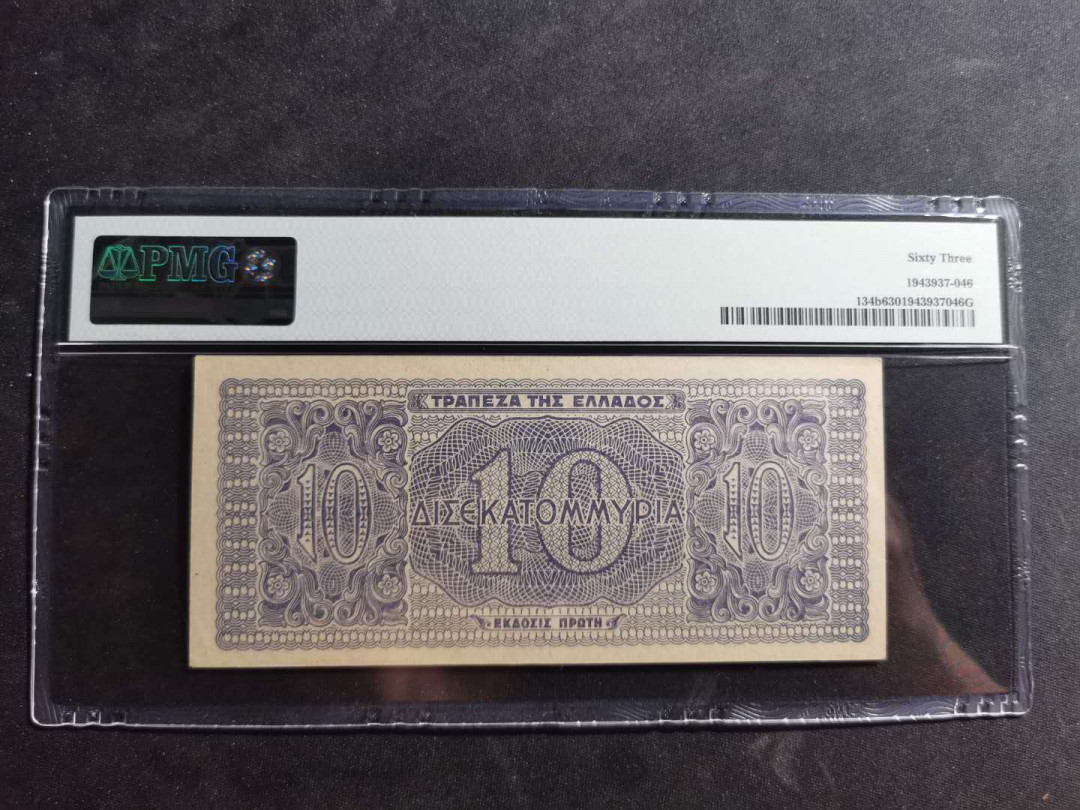 PMG
Sixty Three
1943937-046
134b6301943937046G
ΤΡΑΠΕΖΑ ΤΗΣ ΕΛΛΑΔΟΣ
10
10
10
ΔΙΣΕΚΑΤΟΜΜΥΡΙΑ
ΕΚΔΟΣΙΣ ΠΡΩΤΗ